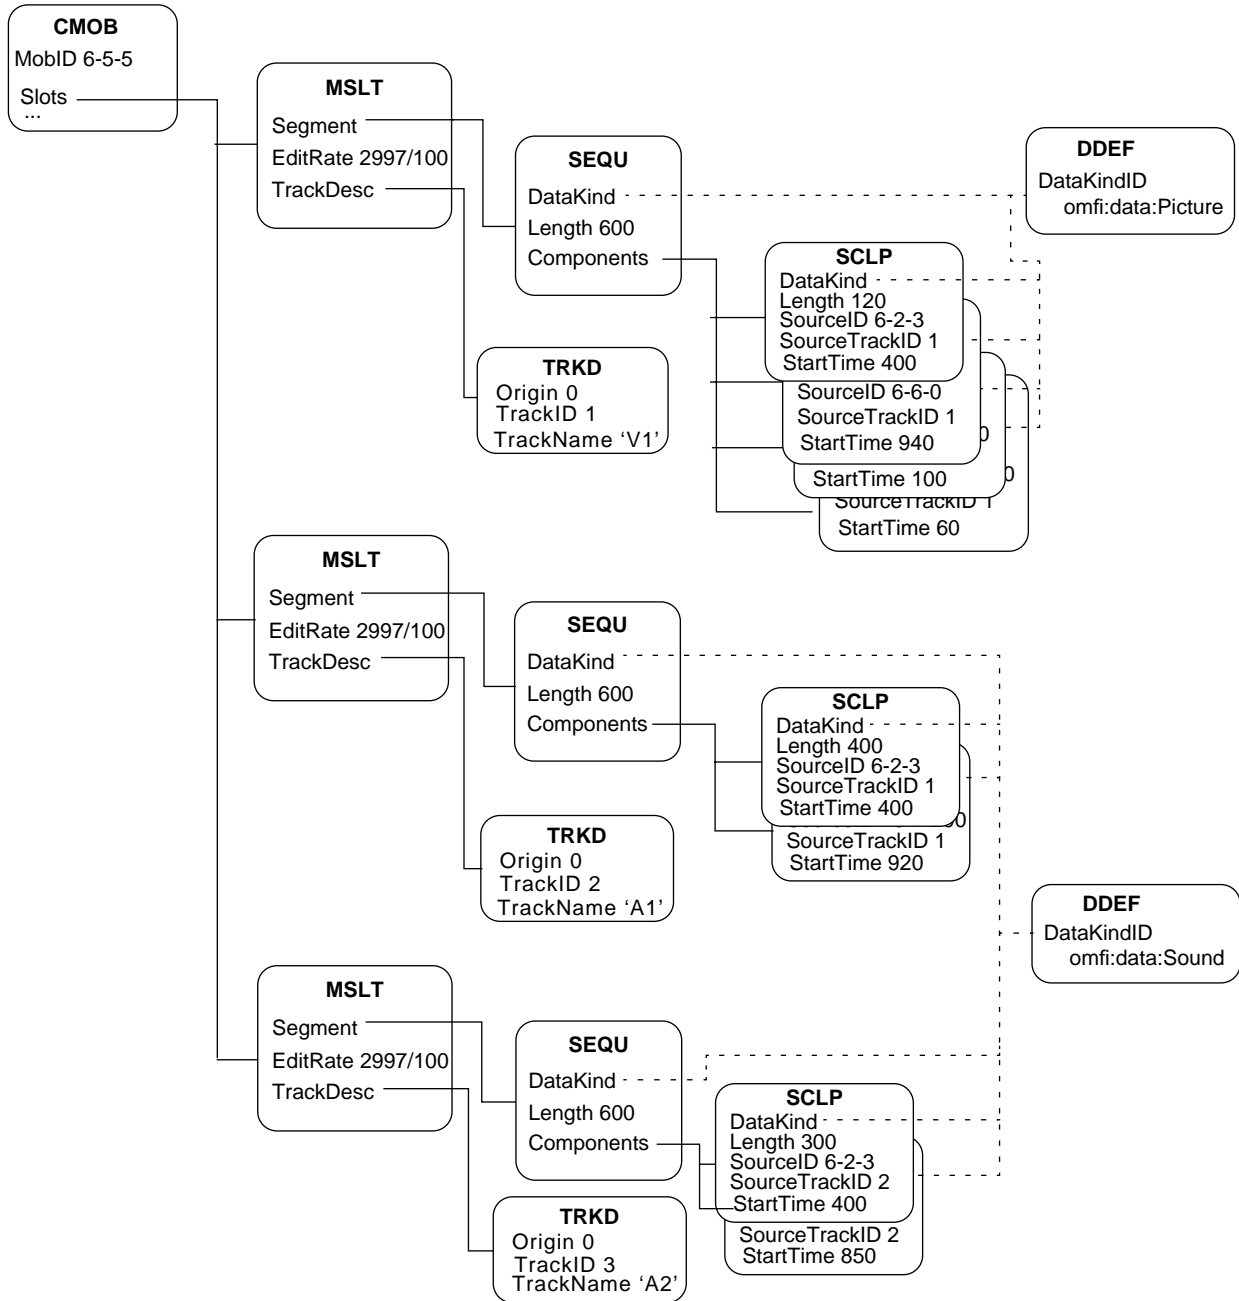 CMOB
MobID 6-5-5
Slots
...
MSLT
Segment
EditRate 2997/100
TrackDesc
SEQU
DataKind
Length 600
Components
DDEF
DataKindID
omfi:data:Picture
SCLP
DataKind
Length 120
SourceID 6-2-3
SourceTrackID 1
StartTime 400
SourceID 6-6-0
SourceTrackID 1
StartTime 940
0
StartTime 100
0
SourceTrackID 1
StartTime 60
TRKD
Origin 0
TrackID 1
TrackName ‘V1’
MSLT
Segment
EditRate 2997/100
TrackDesc
SEQU
DataKind
Length 600
Components
SCLP
DataKind
Length 400
SourceID 6-2-3
SourceTrackID 1
StartTime 400
SourceTrackID 1
StartTime 920
TRKD
Origin 0
TrackID 2
TrackName ‘A1’
DDEF
DataKindID
omfi:data:Sound
MSLT
Segment
EditRate 2997/100
TrackDesc
SEQU
DataKind
Length 600
Components
SCLP
DataKind
Length 300
SourceID 6-2-3
SourceTrackID 2
StartTime 400
SourceTrackID 2
StartTime 850
TRKD
Origin 0
TrackID 3
TrackName ‘A2’